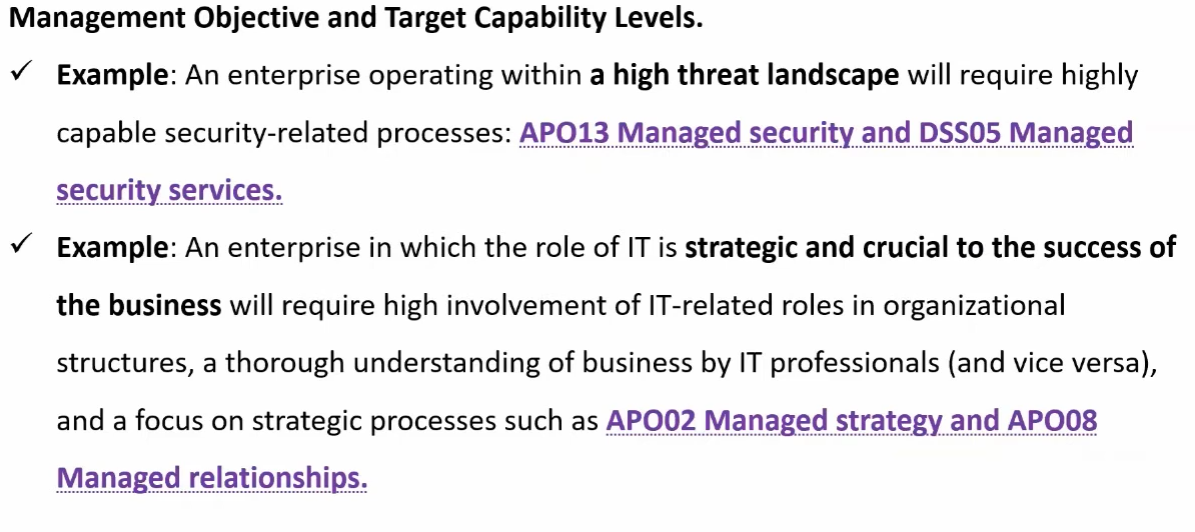 Management Objective and Target Capability Levels.
✓ Example: An enterprise operating within a high threat landscape will require highly
capable security-related processes: APO13 Managed security and DSS05 Managed
security services.
✓ Example: An enterprise in which the role of IT is strategic and crucial to the success of
the business will require high involvement of IT-related roles in organizational
structures, a thorough understanding of business by IT professionals (and vice versa),
and a focus on strategic processes such as APO02 Managed strategy and APO08
Managed relationships.